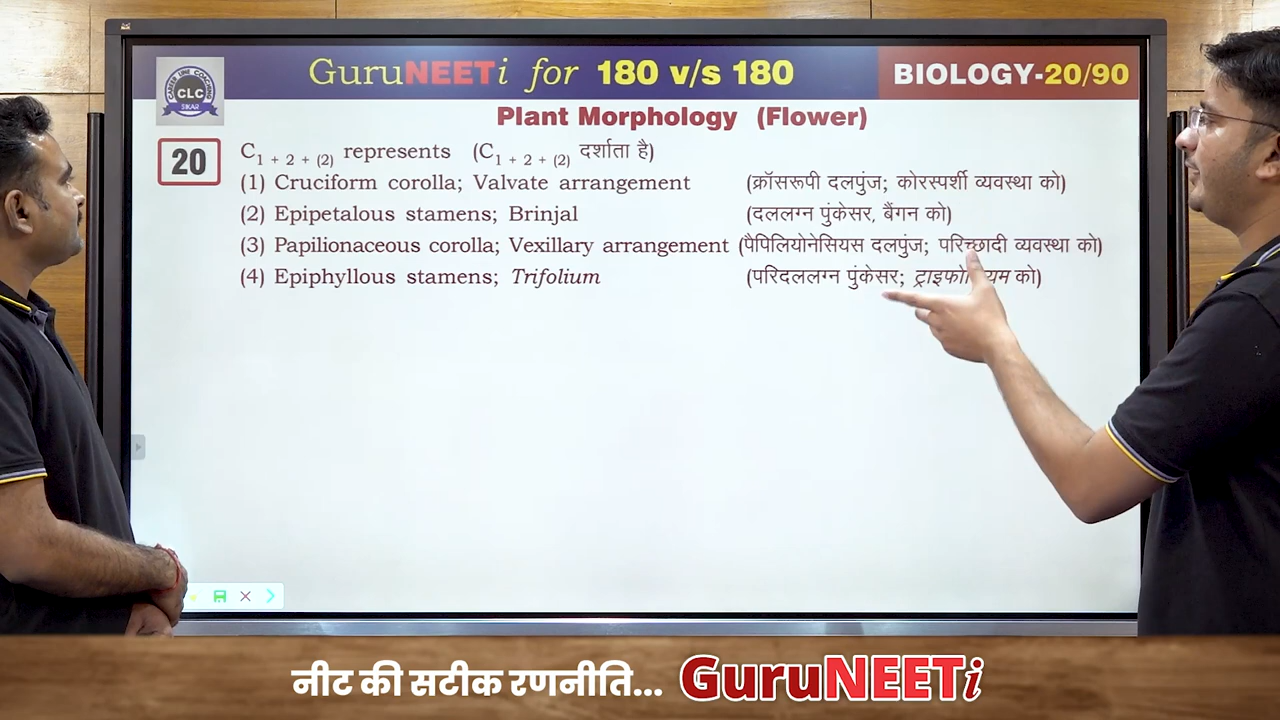 GuruNEETi for 180 v/s 180
BIOLOGY-20/90
CAREER LINE COACHING
CLC
SIKAR
Plant Morphology (Flower)
20
C1 + 2 + (2) represents (C1 + 2 + (2) दर्शाता है)
(1) Cruciform corolla; Valvate arrangement (क्रॉसरूपी दलपुंज; कोरस्पर्शी व्यवस्था को)
(2) Epipetalous stamens; Brinjal (दललग्न पुंकेसर, बैंगन को)
(3) Papilionaceous corolla; Vexillary arrangement (पैपिलियोनेसियस दलपुंज; परिच्छादी व्यवस्था को)
(4) Epiphyllous stamens; Trifolium (परिदललग्न पुंकेसर; को)
नीट की सटीक रणनीति... GuruNEETi